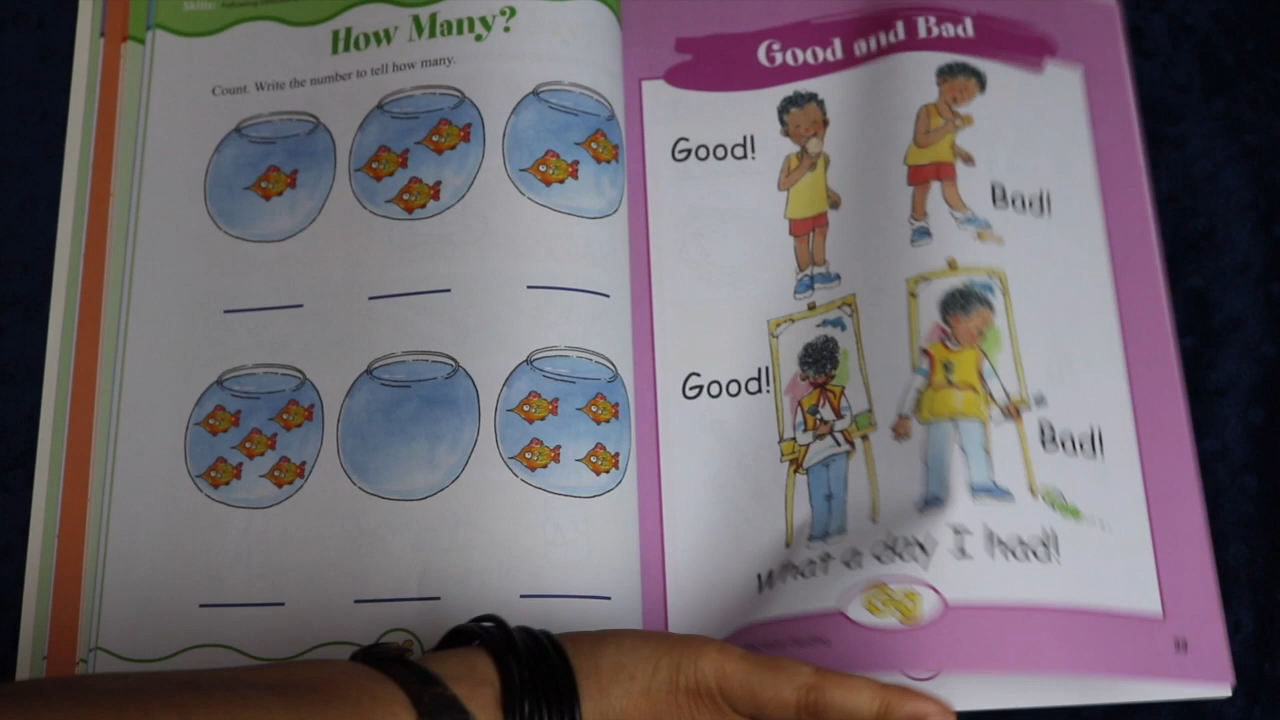 Skills:
How Many?
Count. Write the number to tell how many.
Good and Bad
Good!
Bad!
Good!
Bad!
What a day I had!